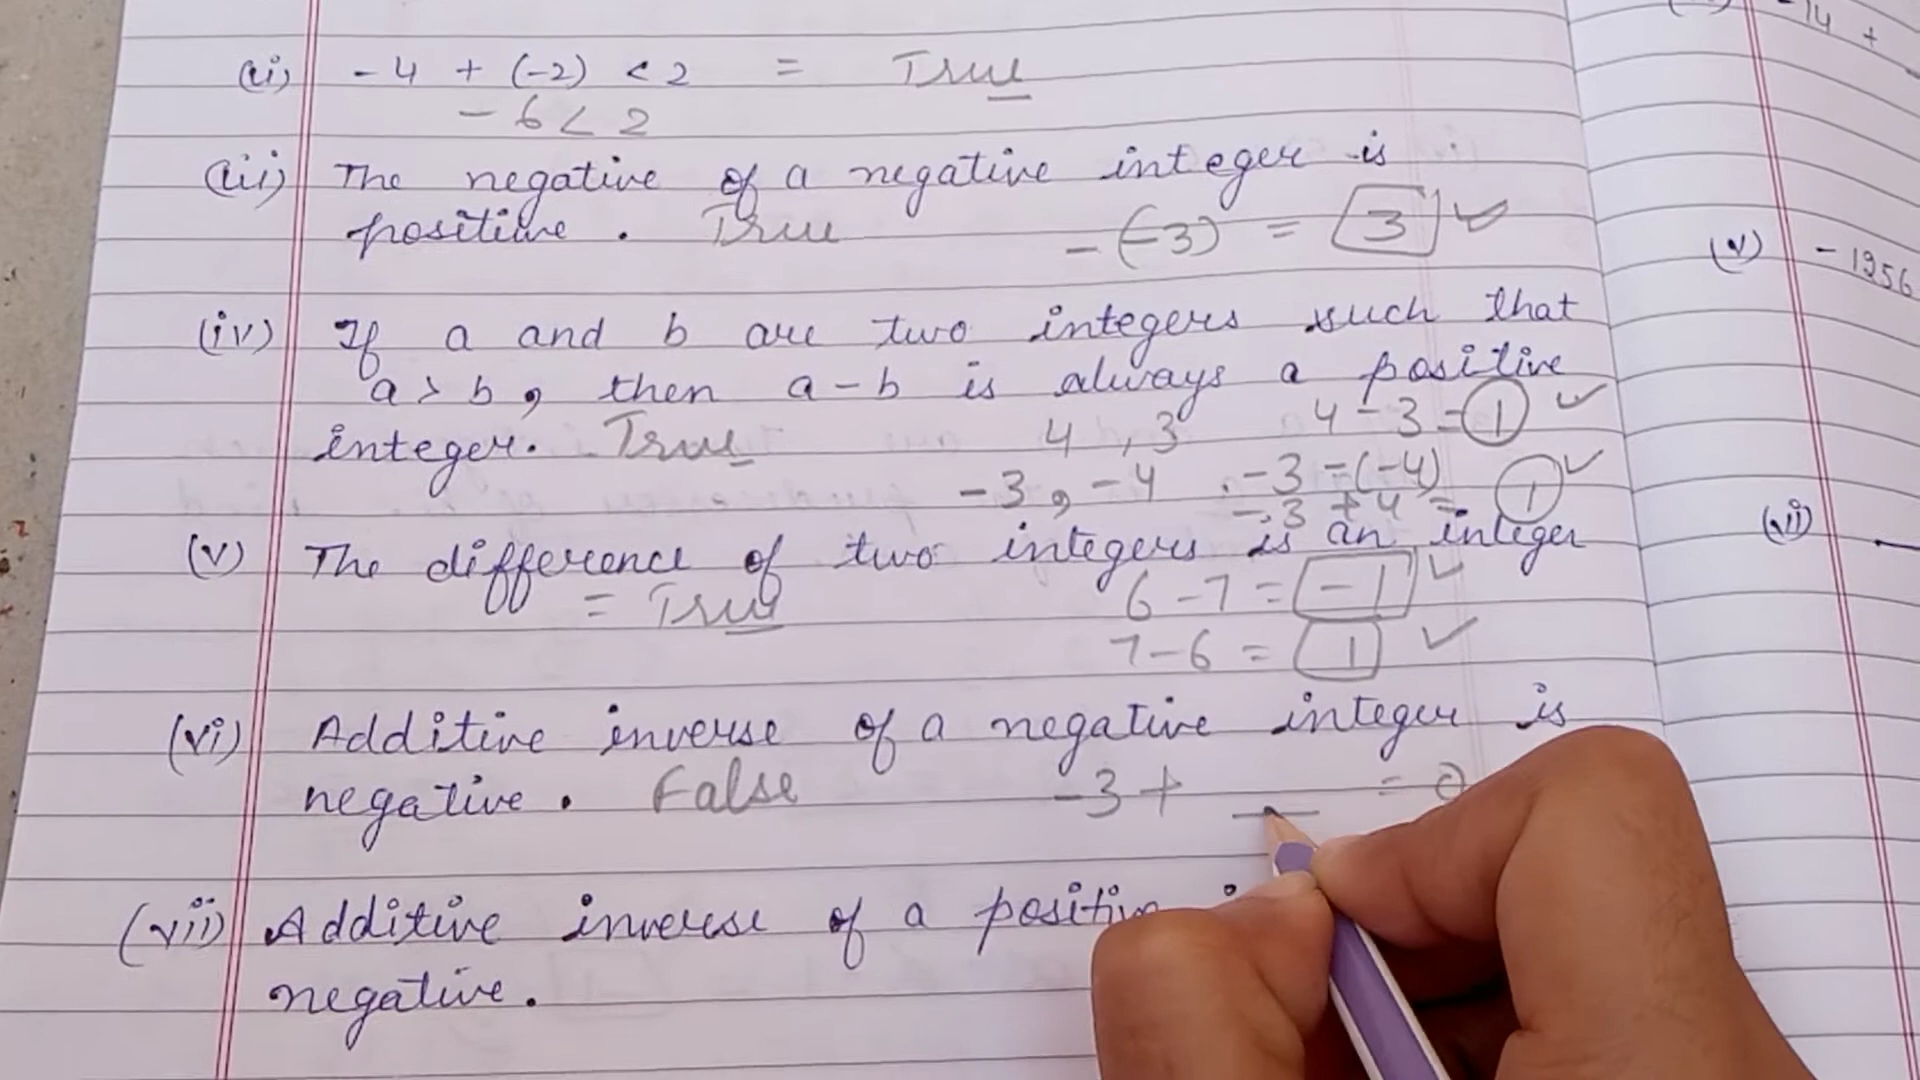 (ii) -4 + (-2) < 2 = True
-6 < 2
(iii) The negative of a negative integer is
positive. True -(-3) = 3 ✓
(iv) If a and b are two integers such that
a > b, then a - b is always a positive
integer. True 4, 3 4 - 3 = 1 ✓
-3, -4 -3 - (-4) 1 ✓
-3 + 4 =
(v) The difference of two integers is an integer
= True 6 - 7 = -1 ✓
7 - 6 = 1 ✓
(vi) Additive inverse of a negative integer is
negative. False -3 + __ = 0
(vii) Additive inverse of a positive
negative.
-14 +
(v) -1256
(vii) -